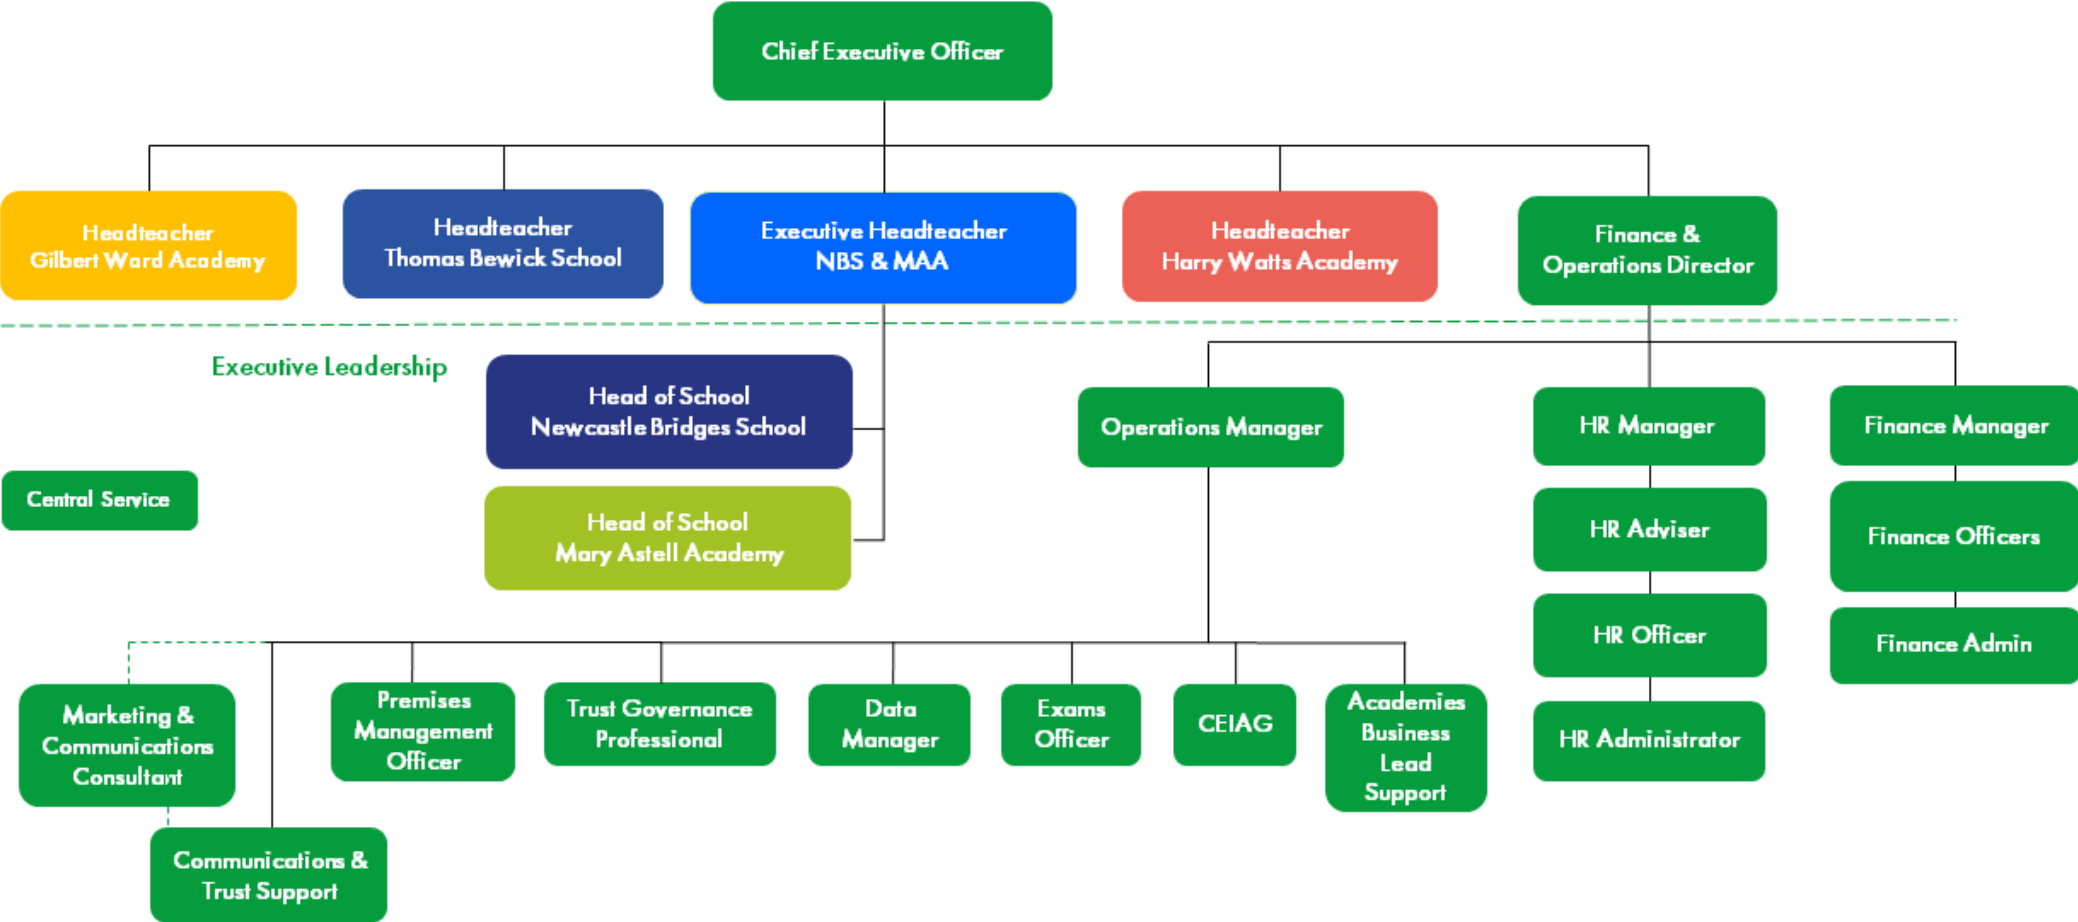 Chief Executive Officer
Headteacher
Gilbert Ward Academy
Headteacher
Thomas Bewick School
Executive Headteacher
NBS & MAA
Headteacher
Harry Watts Academy
Finance &
Operations Director
Executive Leadership
Head of School
Newcastle Bridges School
Operations Manager
HR Manager
Finance Manager
Central Service
Head of School
Mary Astell Academy
HR Adviser
Finance Officers
HR Officer
Finance Admin
Marketing &
Communications
Consultant
Premises
Management
Officer
Trust Governance
Professional
Data
Manager
Exams
Officer
CEIAG
Academies
Business
Lead
Support
HR Administrator
Communications &
Trust Support